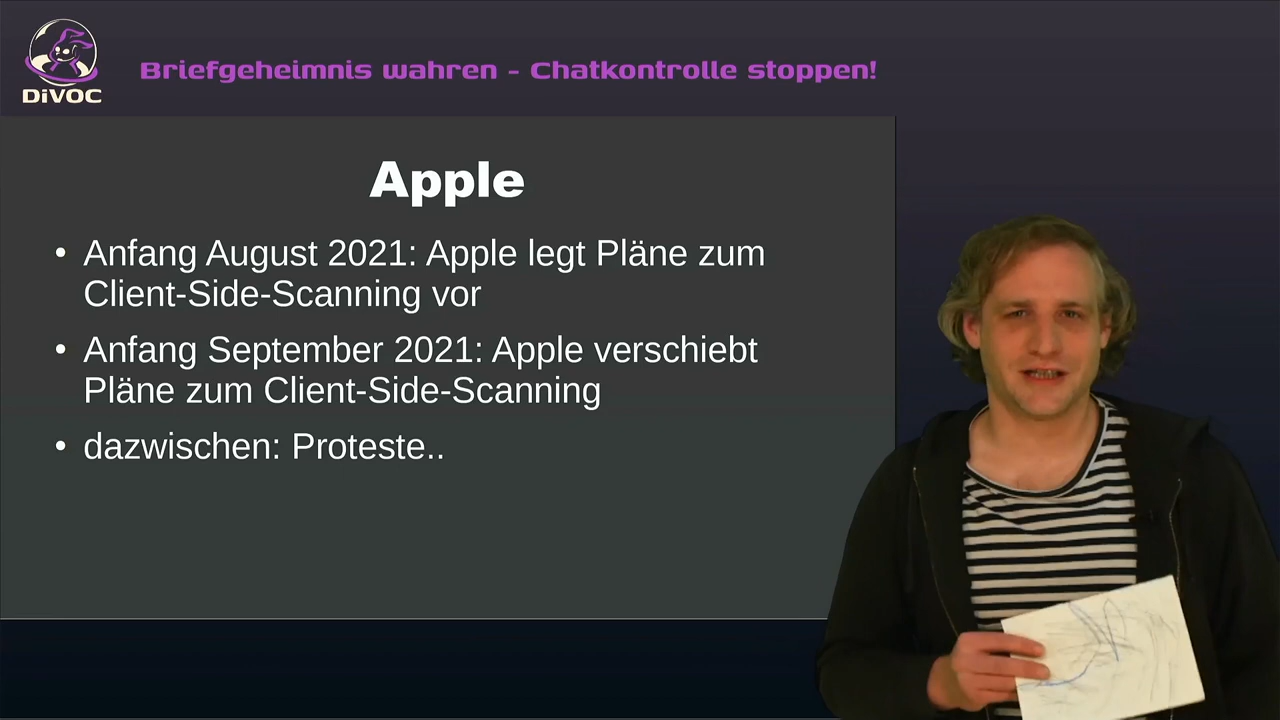 DiVOC
Briefgeheimnis wahren - Chatkontrolle stoppen!
Apple
• Anfang August 2021: Apple legt Pläne zum
Client-Side-Scanning vor
• Anfang September 2021: Apple verschiebt
Pläne zum Client-Side-Scanning
• dazwischen: Proteste..